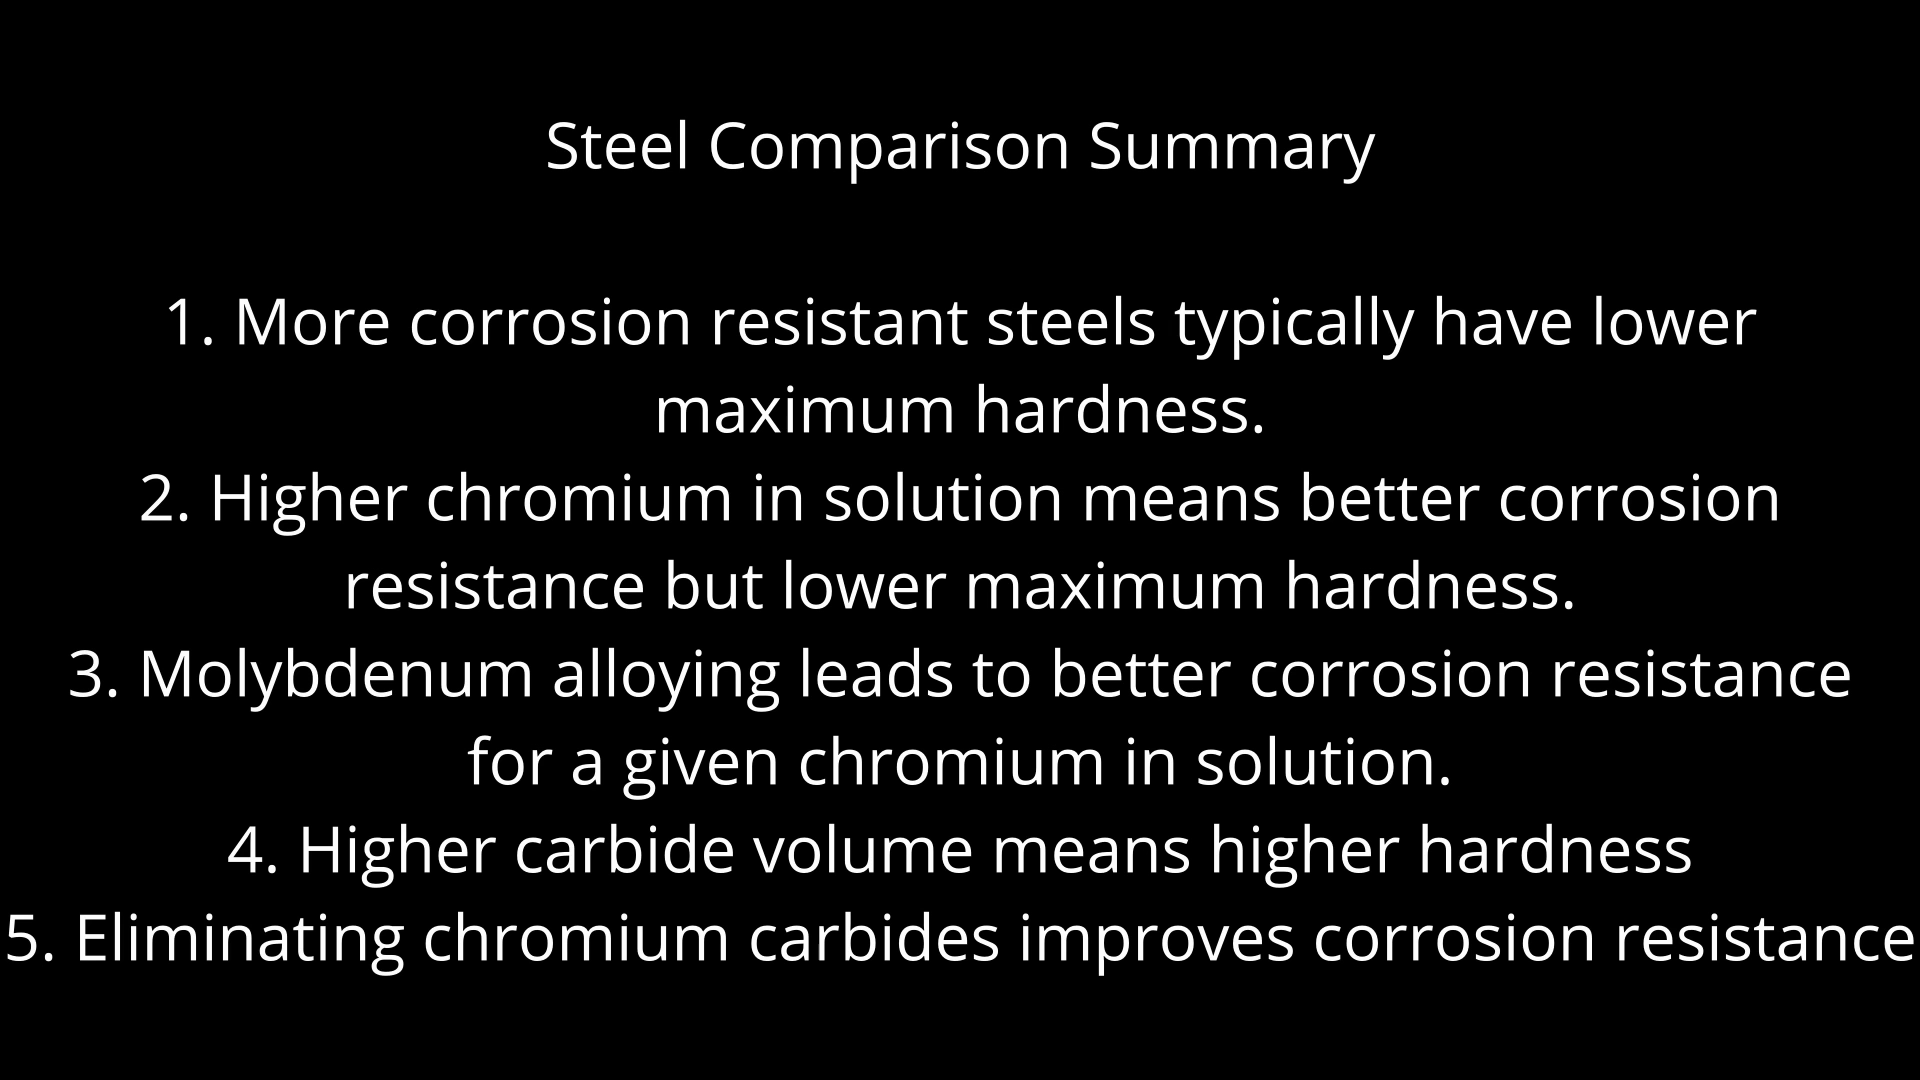 Steel Comparison Summary
1. More corrosion resistant steels typically have lower
maximum hardness.
2. Higher chromium in solution means better corrosion
resistance but lower maximum hardness.
3. Molybdenum alloying leads to better corrosion resistance
for a given chromium in solution.
4. Higher carbide volume means higher hardness
5. Eliminating chromium carbides improves corrosion resistance